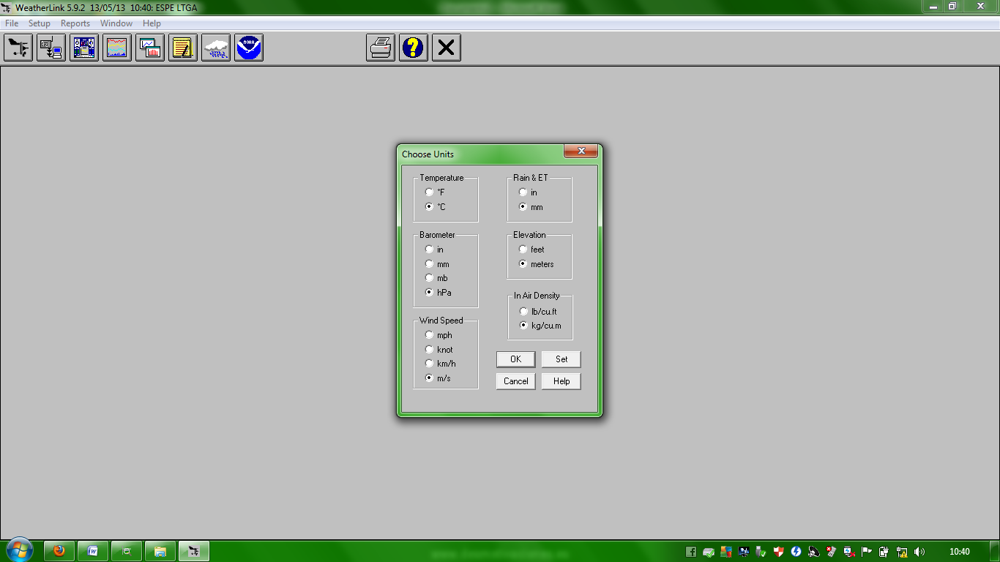 WeatherLink 5.9.2 13/05/13 10:40: ESPE LTGA
File Setup Reports Window Help
NOAA
?
Choose Units
Temperature
°F
°C
Barometer
in
mm
mb
hPa
Wind Speed
mph
knot
km/h
m/s
Rain & ET
in
mm
Elevation
feet
meters
In Air Density
lb/cu.ft
kg/cu.m
OK Set
Cancel Help
10:40